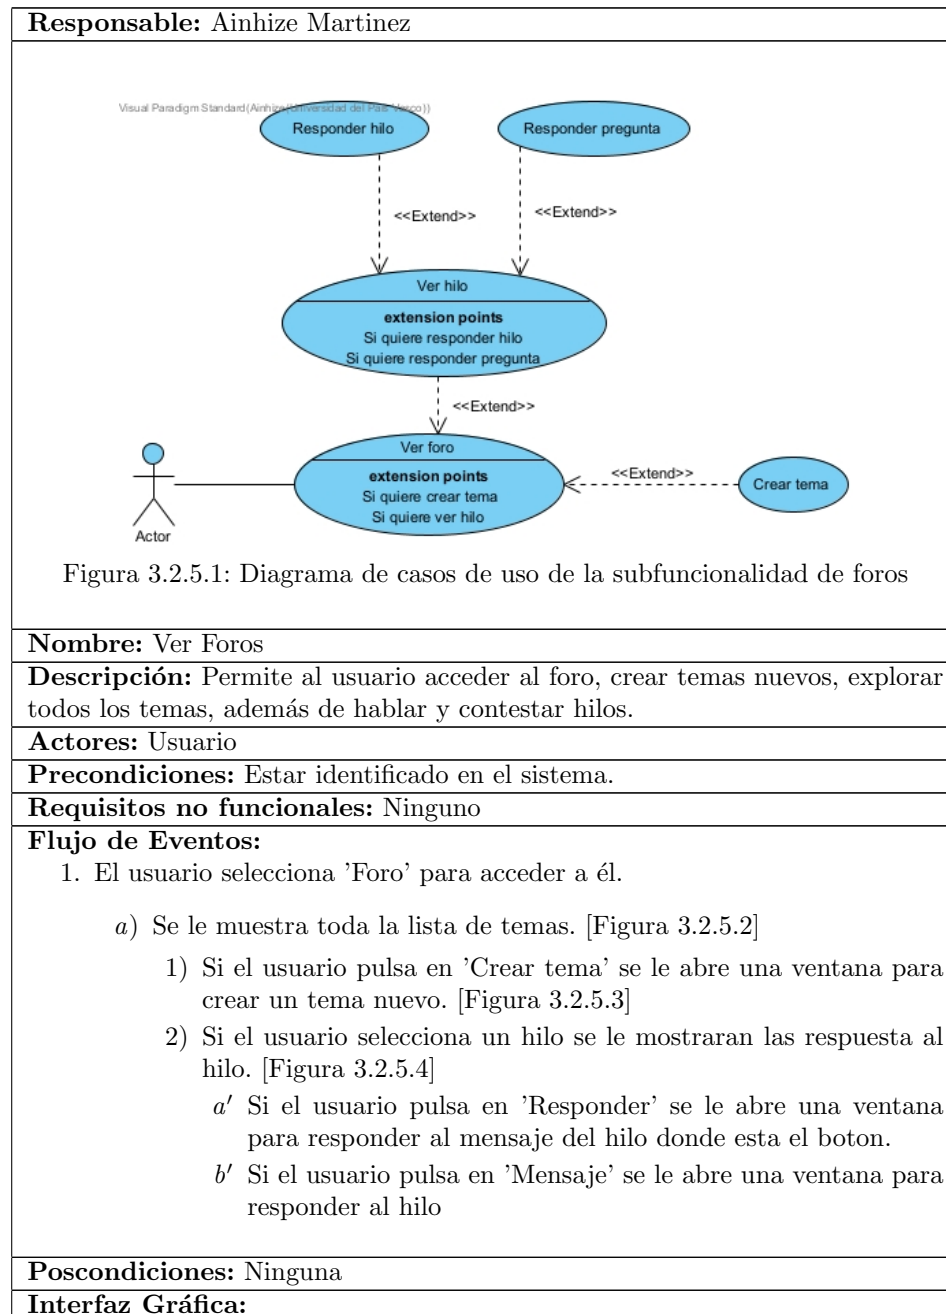 Responsable: Ainhize Martinez
Visual Paradigm Standard(Ainhize(Universidad del Pais Vasco))
Responder hilo
Responder pregunta
<<Extend>>
<<Extend>>
Ver hilo
extension points
Si quiere responder hilo
Si quiere responder pregunta
<<Extend>>
Ver foro
extension points
Si quiere crear tema
Si quiere ver hilo
<<Extend>>
Crear tema
Actor
Figura 3.2.5.1: Diagrama de casos de uso de la subfuncionalidad de foros
Nombre: Ver Foros
Descripción: Permite al usuario acceder al foro, crear temas nuevos, explorar
todos los temas, además de hablar y contestar hilos.
Actores: Usuario
Precondiciones: Estar identificado en el sistema.
Requisitos no funcionales: Ninguno
Flujo de Eventos:
1. El usuario selecciona ’Foro’ para acceder a él.
a) Se le muestra toda la lista de temas. [Figura 3.2.5.2]
1) Si el usuario pulsa en ’Crear tema’ se le abre una ventana para
crear un tema nuevo. [Figura 3.2.5.3]
2) Si el usuario selecciona un hilo se le mostraran las respuesta al
hilo. [Figura 3.2.5.4]
a′ Si el usuario pulsa en ’Responder’ se le abre una ventana
para responder al mensaje del hilo donde esta el boton.
b′ Si el usuario pulsa en ’Mensaje’ se le abre una ventana para
responder al hilo
Poscondiciones: Ninguna
Interfaz Gráfica: